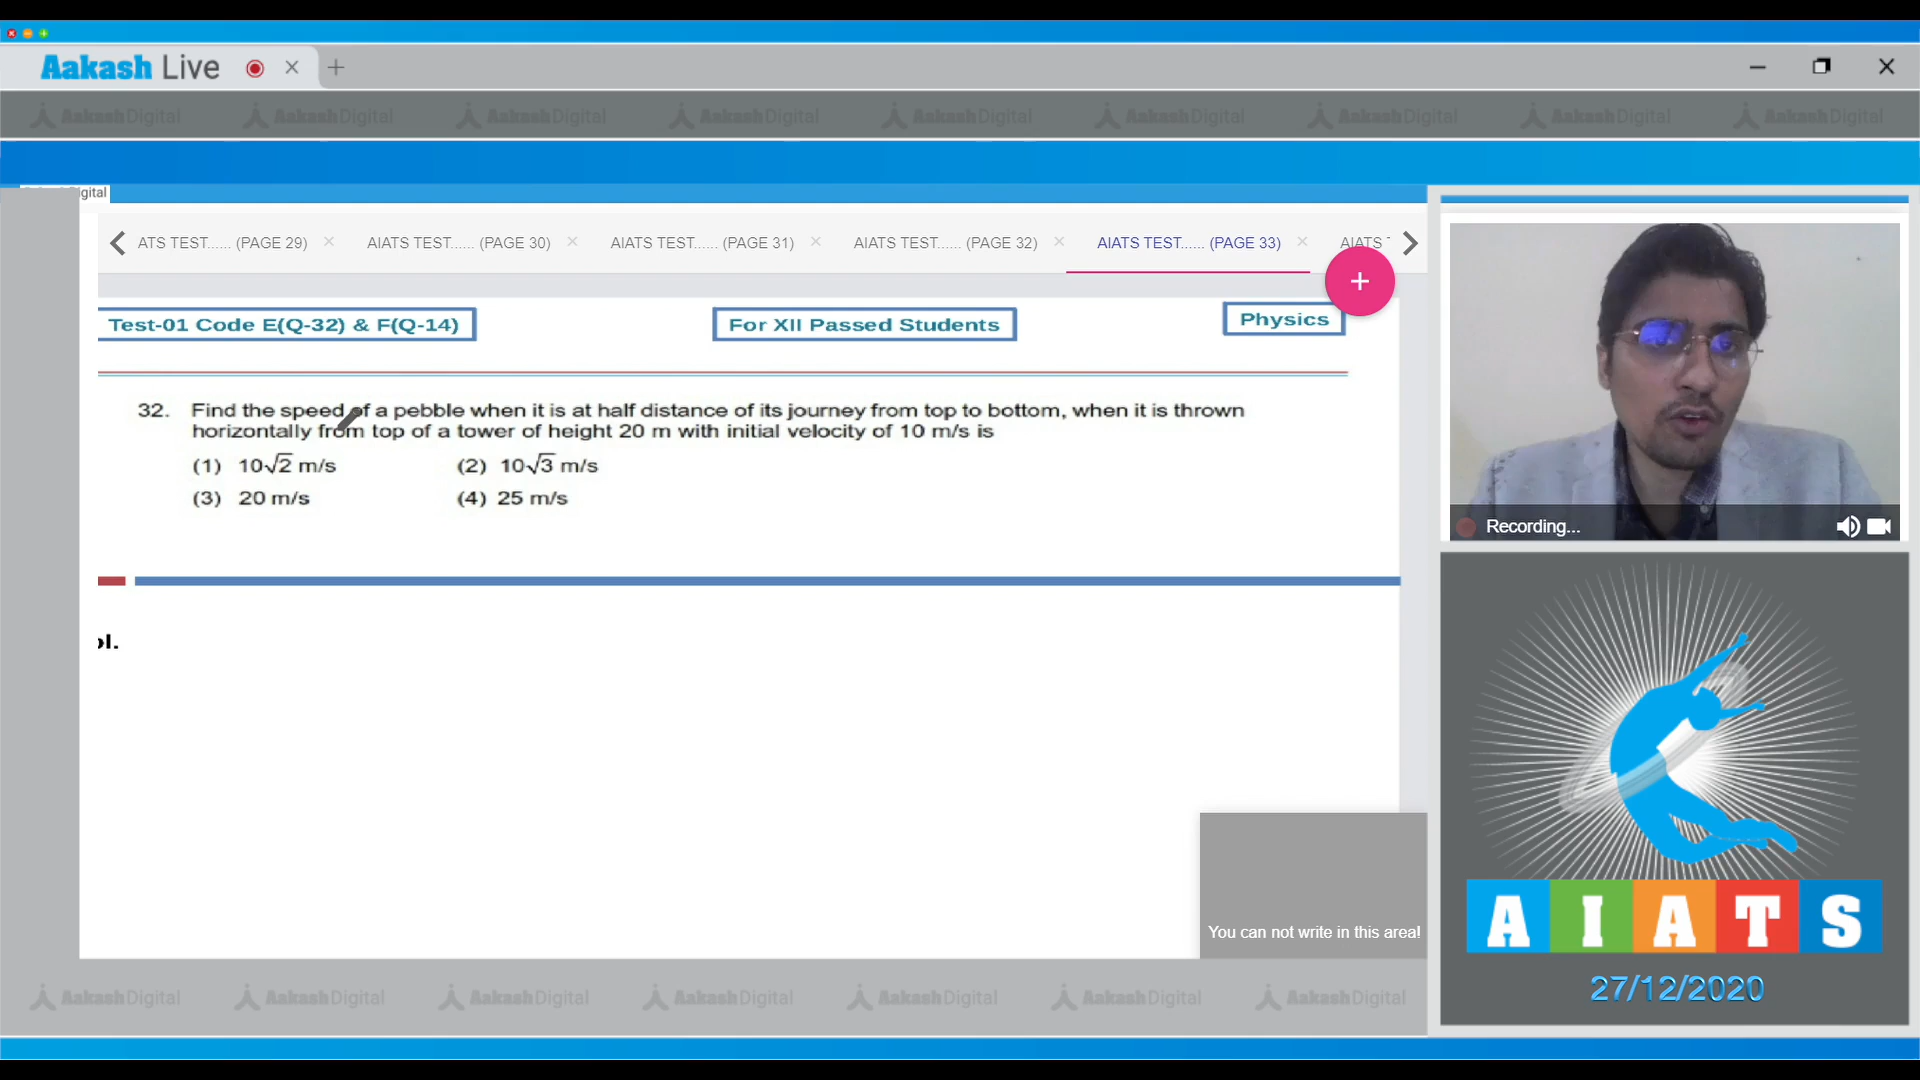 Aakash Live
AakashDigital AakashDigital AakashDigital AakashDigital AakashDigital AakashDigital AakashDigital AakashDigital AakashDigital
ATS TEST...... (PAGE 29) AIATS TEST...... (PAGE 30) AIATS TEST...... (PAGE 31) AIATS TEST...... (PAGE 32) AIATS TEST...... (PAGE 33) AIATS
Test-01 Code E(Q-32) & F(Q-14) For XII Passed Students Physics
32. Find the speed of a pebble when it is at half distance of its journey from top to bottom, when it is thrown
horizontally from top of a tower of height 20 m with initial velocity of 10 m/s is
(1) 10√2 m/s (2) 10√3 m/s
(3) 20 m/s (4) 25 m/s
ol.
You can not write in this area!
Recording...
AIATS
27/12/2020
AakashDigital AakashDigital AakashDigital AakashDigital AakashDigital AakashDigital AakashDigital